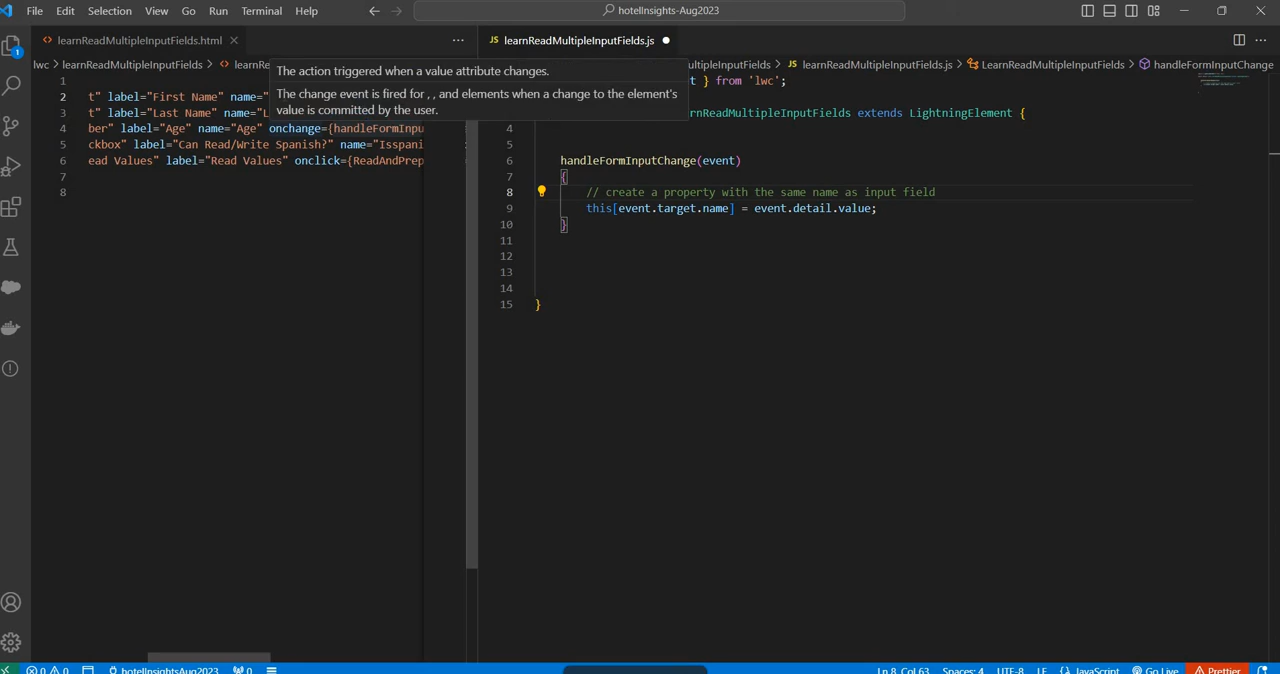 File Edit Selection View Go Run Terminal Help hotelInsights-Aug2023
learnReadMultipleInputFields.html
lwc > learnReadMultipleInputFields > learnRe
The action triggered when a value attribute changes.
The change event is fired for , , and elements when a change to the element's
value is committed by the user.
1
2 t" label="First Name" name="
3 t" label="Last Name" name="L
4 ber" label="Age" name="Age" onchange={handleFormInpu
5 ckbox" label="Can Read/Write Spanish?" name="Isspani
6 ead Values" label="Read Values" onclick={ReadAndPrep
7
8
learnReadMultipleInputFields.js
ultipleInputFields > JS learnReadMultipleInputFields.js > LearnReadMultipleInputFields > handleFormInputChange
t } from 'lwc';
rnReadMultipleInputFields extends LightningElement {
4
5
6 handleFormInputChange(event)
7 {
8 // create a property with the same name as input field
9 this[event.target.name] = event.detail.value;
10 }
11
12
13
14
15 }
1
0 0 hotelInsightsAug2023 0 Ln 8, Col 63 Spaces: 4 UTF-8 LF {} JavaScript Go Live Prettier